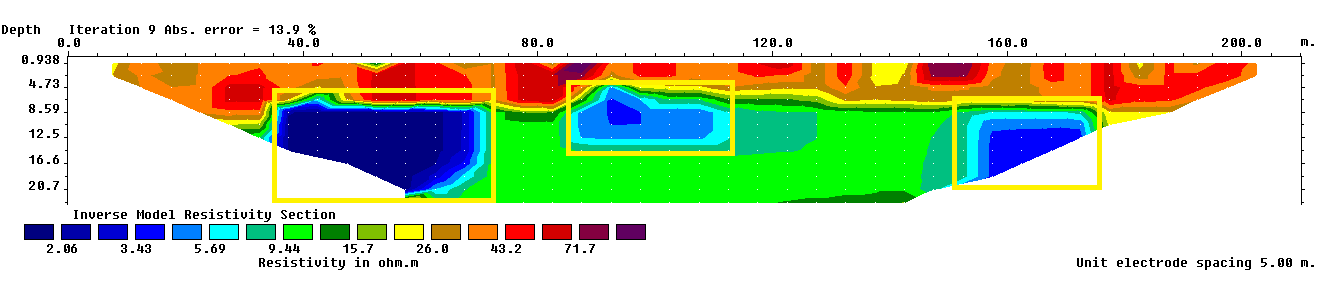 Depth Iteration 9 Abs. error = 13.9 %
0.0 40.0 80.0 120.0 160.0 200.0 m.
0.938
4.73
8.59
12.5
16.6
20.7
Inverse Model Resistivity Section
2.06 3.43 5.69 9.44 15.7 26.0 43.2 71.7
Resistivity in ohm.m
Unit electrode spacing 5.00 m.